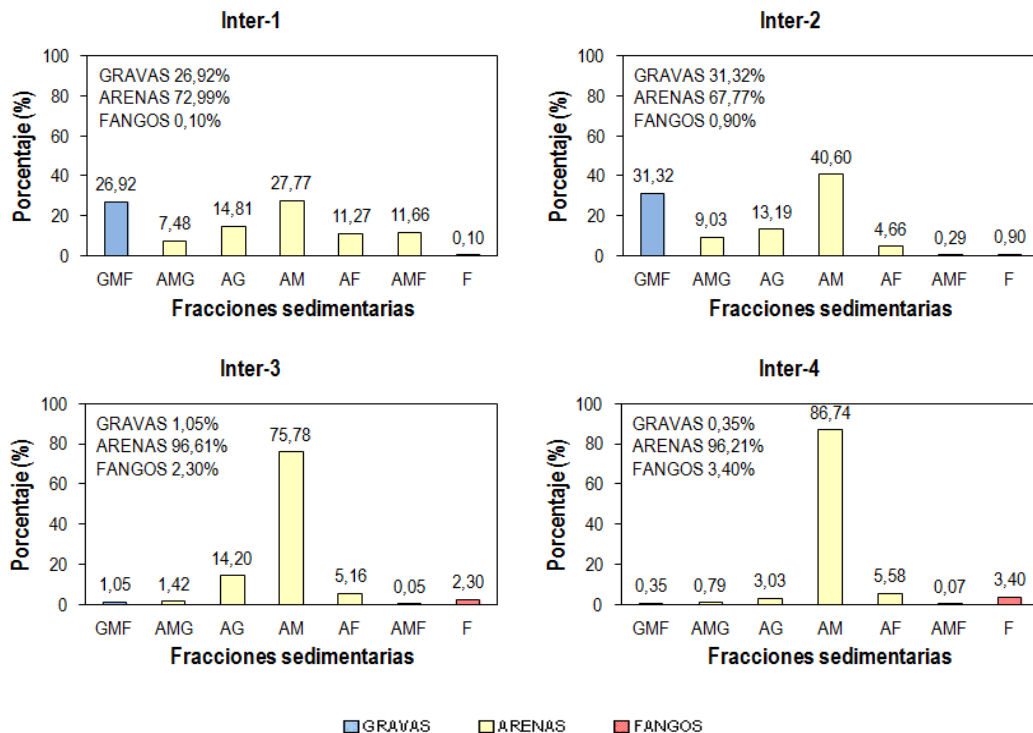 Inter-1
Porcentaje (%)
100
80
60
40
20
0
GRAVAS 26,92%
ARENAS 72,99%
FANGOS 0,10%
26,92
7,48
14,81
27,77
11,27
11,66
0,10
GMF AMG AG AM AF AMF F
Fracciones sedimentarias
Inter-2
Porcentaje (%)
100
80
60
40
20
0
GRAVAS 31,32%
ARENAS 67,77%
FANGOS 0,90%
31,32
9,03
13,19
40,60
4,66
0,29
0,90
GMF AMG AG AM AF AMF F
Fracciones sedimentarias
Inter-3
Porcentaje (%)
100
80
60
40
20
0
GRAVAS 1,05%
ARENAS 96,61%
FANGOS 2,30%
1,05
1,42
14,20
75,78
5,16
0,05
2,30
GMF AMG AG AM AF AMF F
Fracciones sedimentarias
Inter-4
Porcentaje (%)
100
80
60
40
20
0
GRAVAS 0,35%
ARENAS 96,21%
FANGOS 3,40%
0,35
0,79
3,03
86,74
5,58
0,07
3,40
GMF AMG AG AM AF AMF F
Fracciones sedimentarias
GRAVAS ARENAS FANGOS